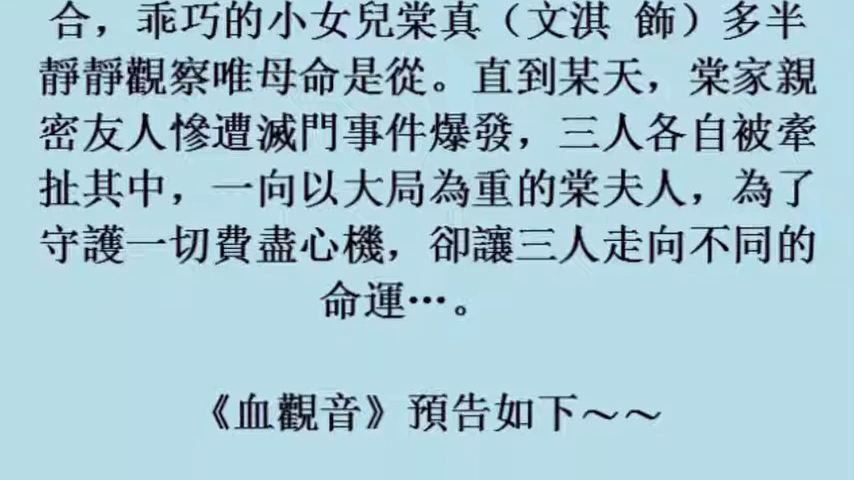 合，乖巧的小女兒棠真（文淇 飾）多半
靜靜觀察唯母命是從。直到某天，棠家親
密友人慘遭滅門事件爆發，三人各自被牽
扯其中，一向以大局為重的棠夫人，為了
守護一切費盡心機，卻讓三人走向不同的
命運…。
《血觀音》預告如下～～